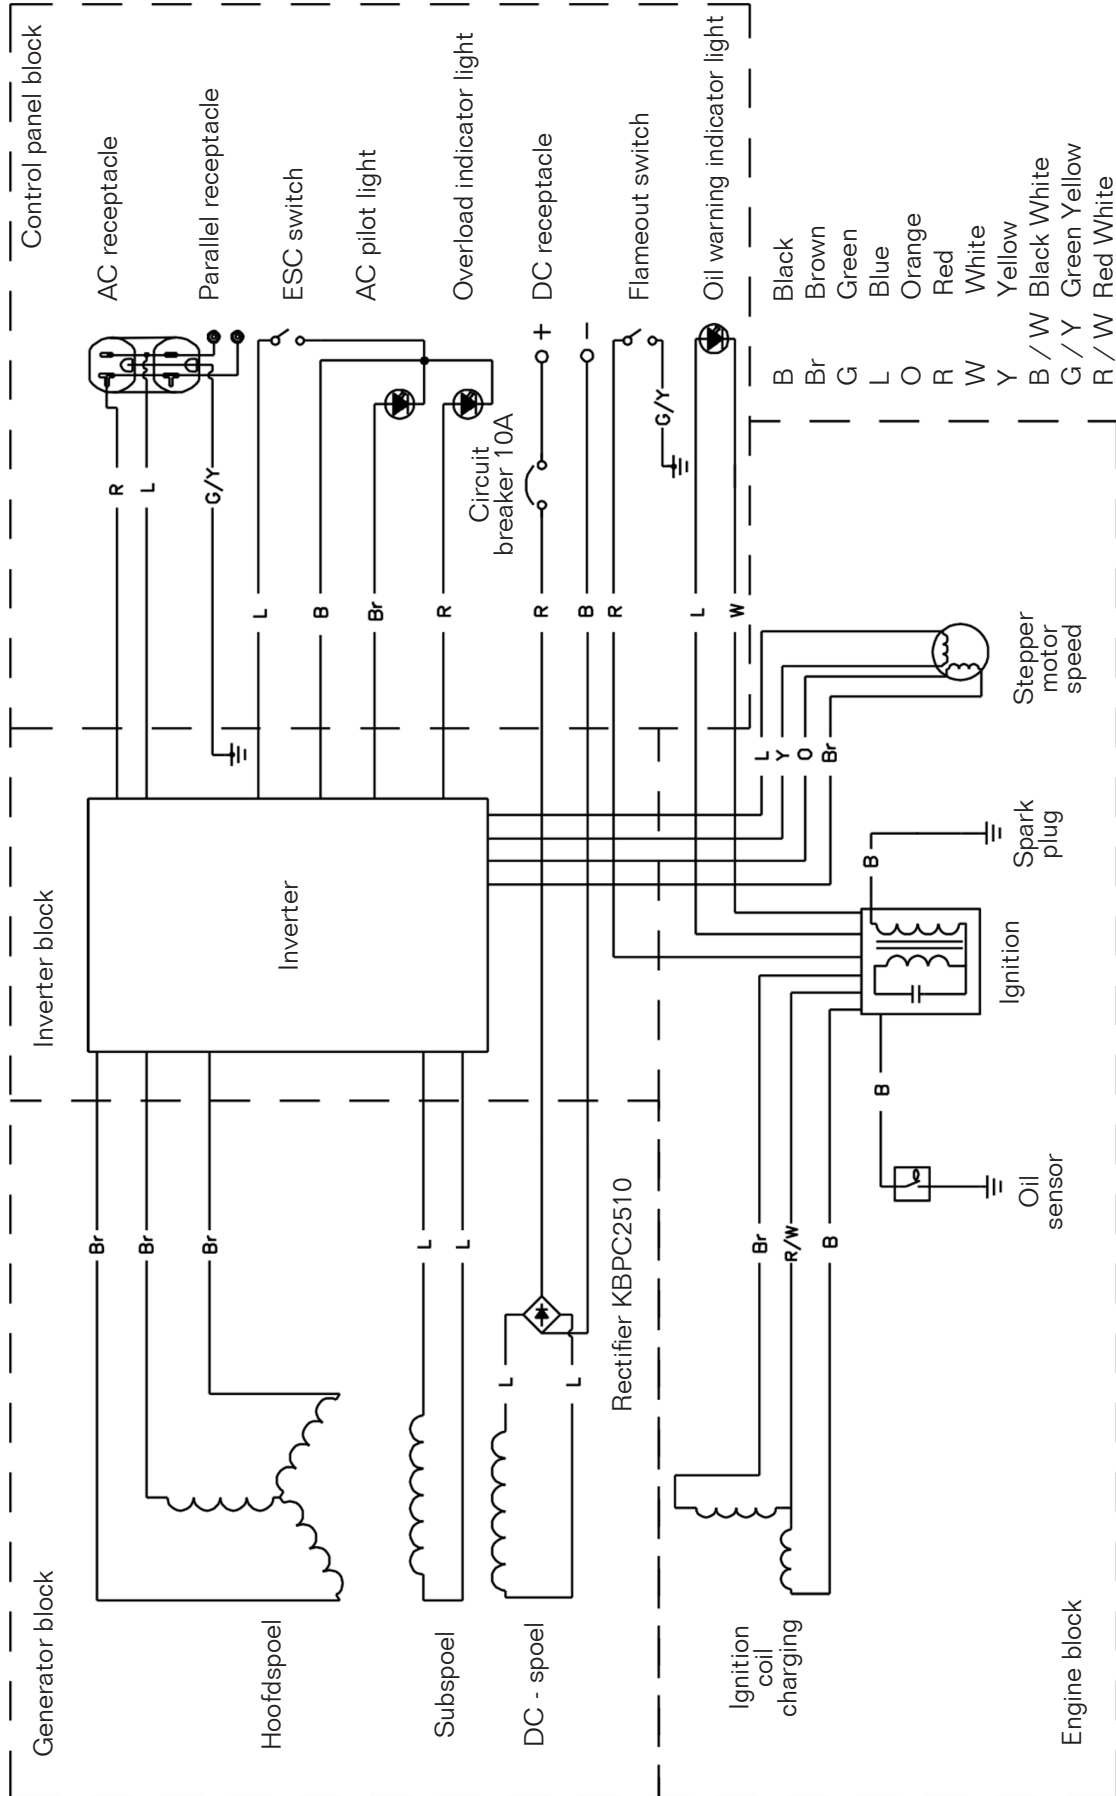 Generator block
Inverter block
Control panel block
Hoofdspoel
Subspoel
DC - spoel
Br
Br
Br
L
L
L
L
Rectifier KBPC2510
Inverter
R
L
G/Y
L
B
Br
R
R
B
R
L
W
G/Y
Circuit
breaker 10A
AC receptacle
Parallel receptacle
ESC switch
AC pilot light
Overload indicator light
DC receptacle
+
−
Flameout switch
Oil warning indicator light
Ignition
coil
charging
Br
R/W
B
B
Oil
sensor
Ignition
B
Spark
plug
L
Y
O
Br
Stepper
motor
speed
Engine block
B Black
Br Brown
G Green
L Blue
O Orange
R Red
W White
Y Yellow
B / W Black White
G / Y Green Yellow
R / W Red White